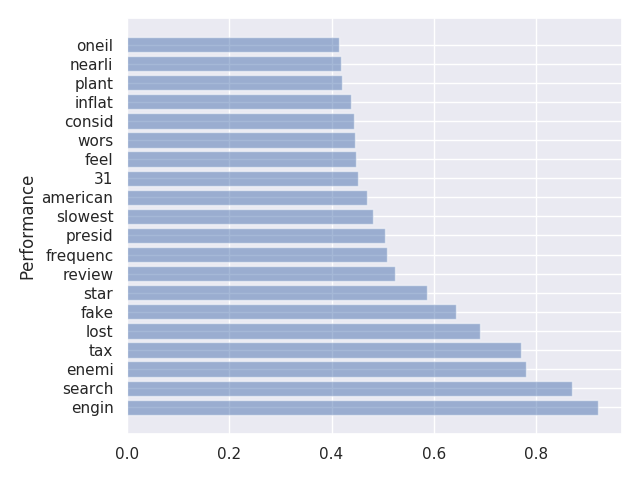 oneil
nearli
plant
inflat
consid
wors
feel
31
american
slowest
presid
frequenc
review
star
fake
lost
tax
enemi
search
engin
Performance
0.0 0.2 0.4 0.6 0.8